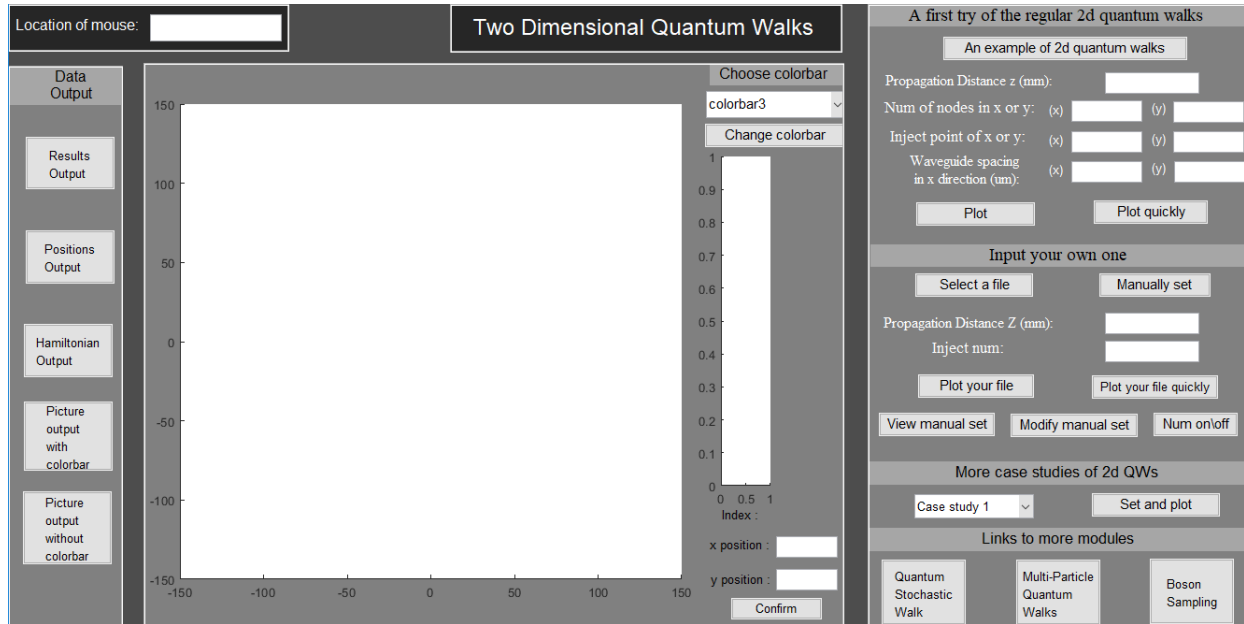 Location of mouse:
Two Dimensional Quantum Walks
Data
Output
Results
Output
Positions
Output
Hamiltonian
Output
Picture
output
with
colorbar
Picture
output
without
colorbar
150
100
50
0
-50
-100
-150
-150
-100
-50
0
50
100
150
Choose colorbar
colorbar3
Change colorbar
1
0.9
0.8
0.7
0.6
0.5
0.4
0.3
0.2
0.1
0
0 0.5 1
Index :
x position :
y position :
Confirm
A first try of the regular 2d quantum walks
An example of 2d quantum walks
Propagation Distance z (mm):
Num of nodes in x or y: (x) (y)
Inject point of x or y: (x) (y)
Waveguide spacing
in x direction (um): (x) (y)
Plot
Plot quickly
Input your own one
Select a file
Manually set
Propagation Distance Z (mm):
Inject num:
Plot your file
Plot your file quickly
View manual set
Modify manual set
Num on\off
More case studies of 2d QWs
Case study 1
Set and plot
Links to more modules
Quantum
Stochastic
Walk
Multi-Particle
Quantum
Walks
Boson
Sampling